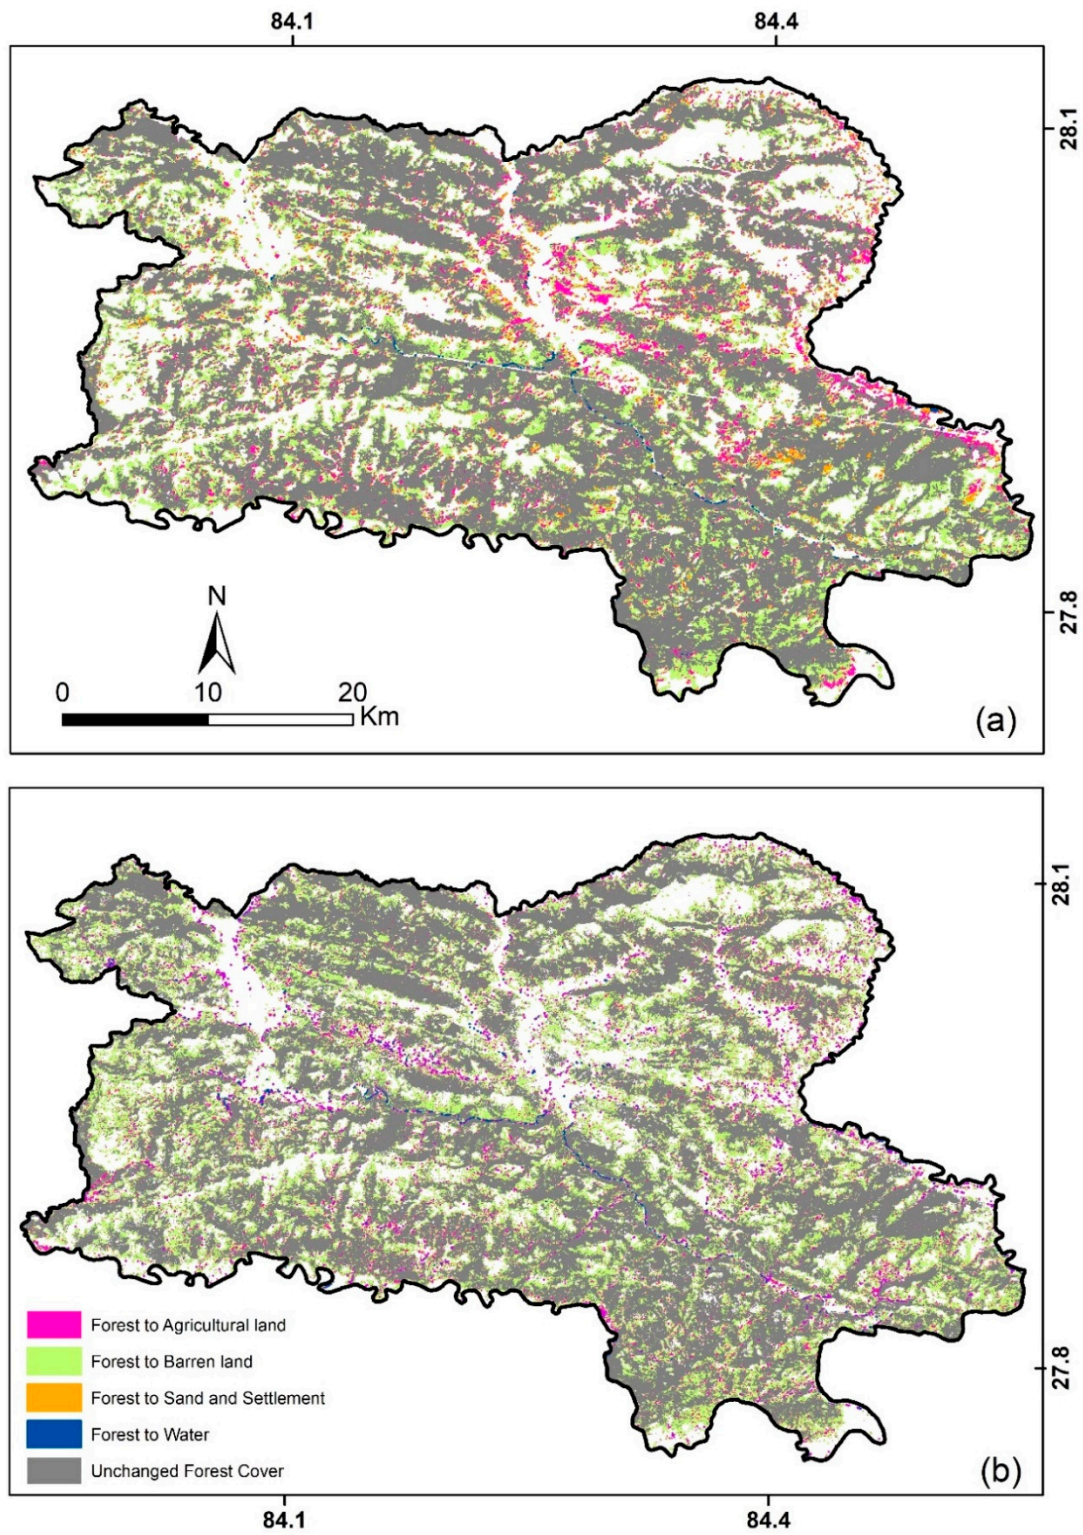 84.1 84.4
28.1
27.8
N
0 10 20
Km
(a)
28.1
Forest to Agricultural land
Forest to Barren land
27.8
Forest to Sand and Settlement
Forest to Water
Unchanged Forest Cover
(b)
84.1 84.4